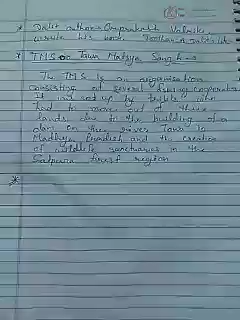 * Dalit author Omprakash Valmiki
wrote his book Joothan a dalit's life
* TMS Tawa Matsya Sangh →
The TMS is an organisation
consisting of several fishing cooperatives
It was set up by people who
had to move out of their
lands due to the building of a
dam on the river Tawa in
Madhya Pradesh and the creation
of wildlife sanctuaries in the
Satpura forest region
*